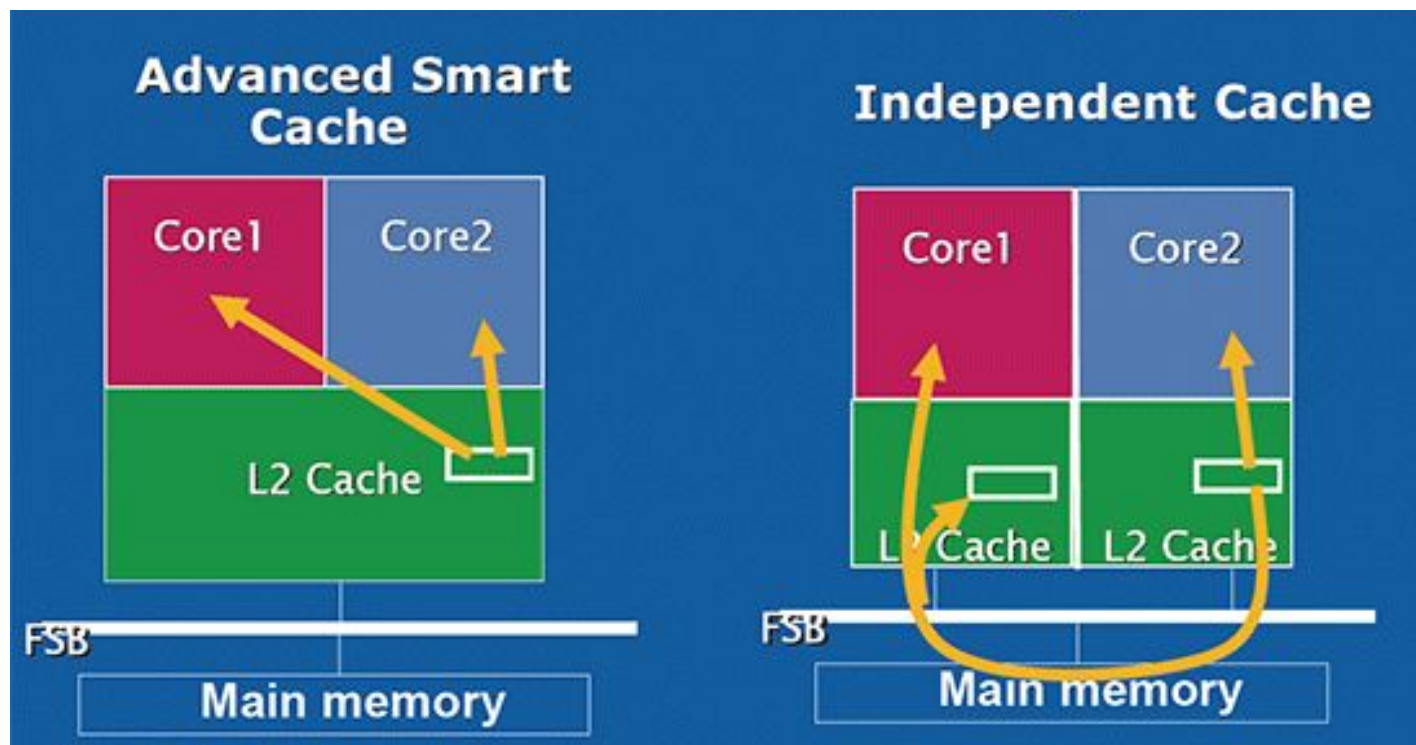 Advanced Smart
Cache
Core1
Core2
L2 Cache
FSB
Main memory
Independent Cache
Core1
Core2
L2 Cache
L2 Cache
FSB
Main memory